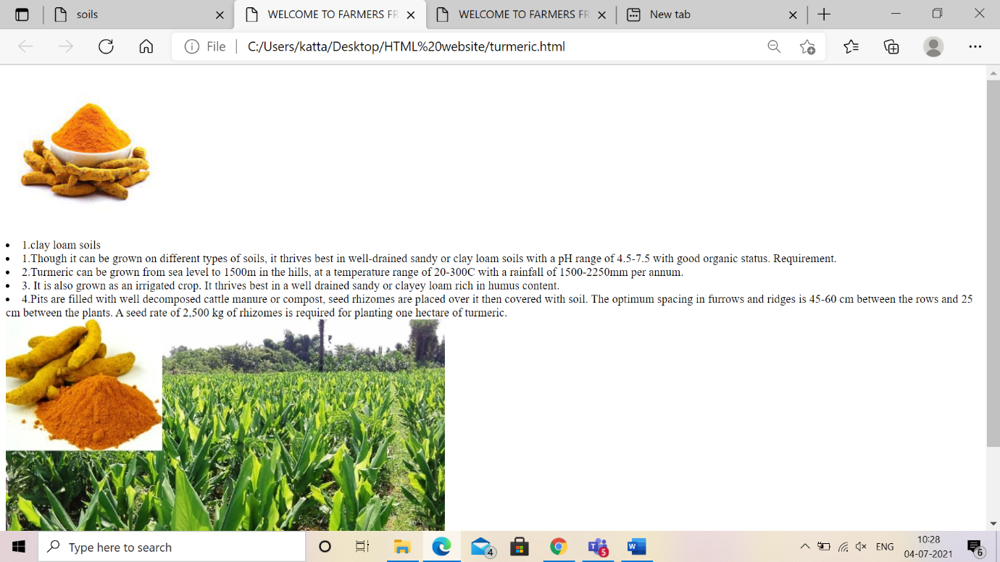 soils
WELCOME TO FARMERS FR
WELCOME TO FARMERS FR
New tab
File
C:/Users/katta/Desktop/HTML%20website/turmeric.html
• 1.clay loam soils
• 1.Though it can be grown on different types of soils, it thrives best in well-drained sandy or clay loam soils with a pH range of 4.5-7.5 with good organic status. Requirement.
• 2.Turmeric can be grown from sea level to 1500m in the hills, at a temperature range of 20-300C with a rainfall of 1500-2250mm per annum.
• 3. It is also grown as an irrigated crop. It thrives best in a well drained sandy or clayey loam rich in humus content.
• 4.Pits are filled with well decomposed cattle manure or compost, seed rhizomes are placed over it then covered with soil. The optimum spacing in furrows and ridges is 45-60 cm between the rows and 25
cm between the plants. A seed rate of 2,500 kg of rhizomes is required for planting one hectare of turmeric.
Type here to search
4
5
W
ENG
10:28
04-07-2021
6